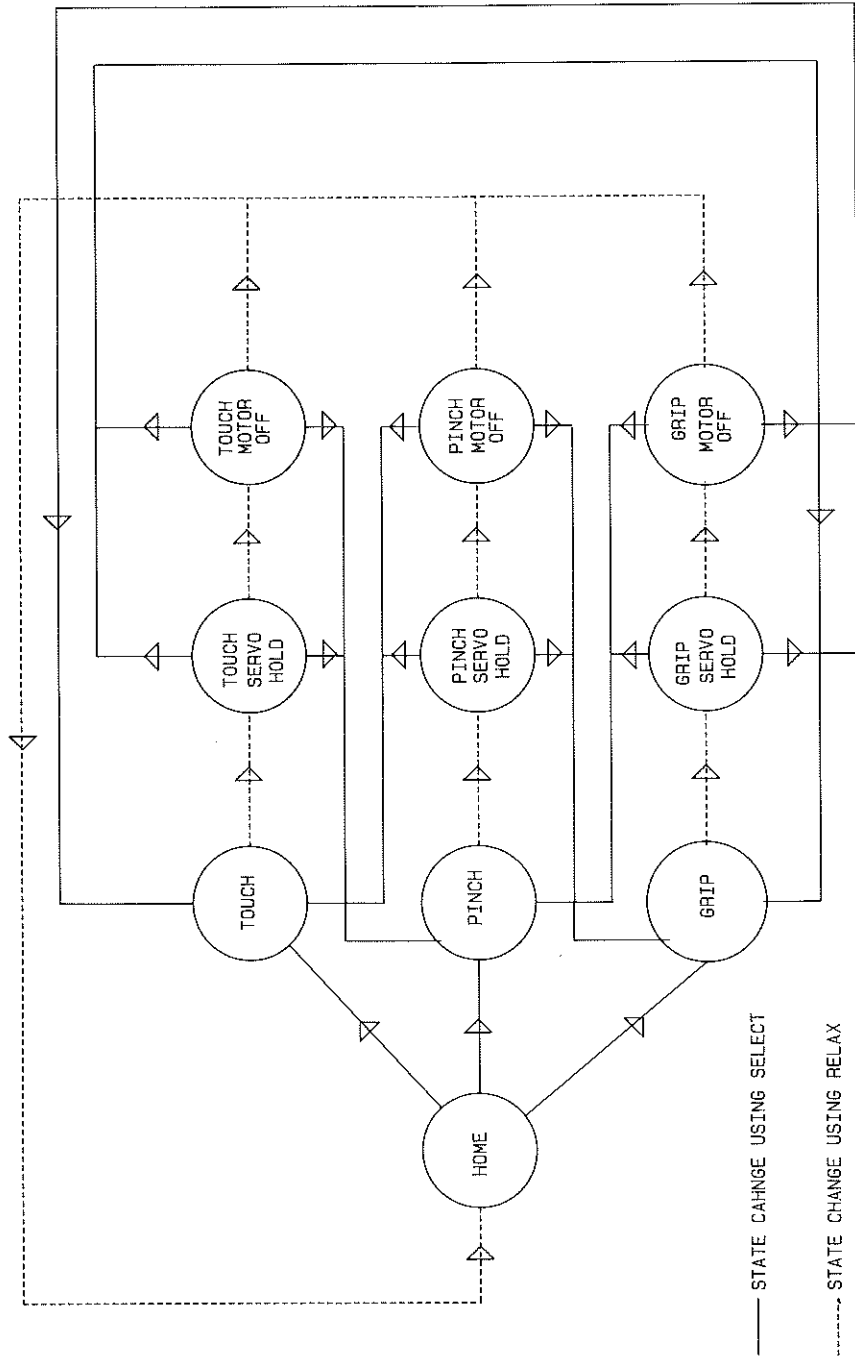 HOME
TOUCH
PINCH
GRIP
TOUCH
SERVO
HOLD
PINCH
SERVO
HOLD
GRIP
SERVO
HOLD
TOUCH
MOTOR
OFF
PINCH
MOTOR
OFF
GRIP
MOTOR
OFF
STATE CAHNGE USING SELECT
STATE CHANGE USING RELAX